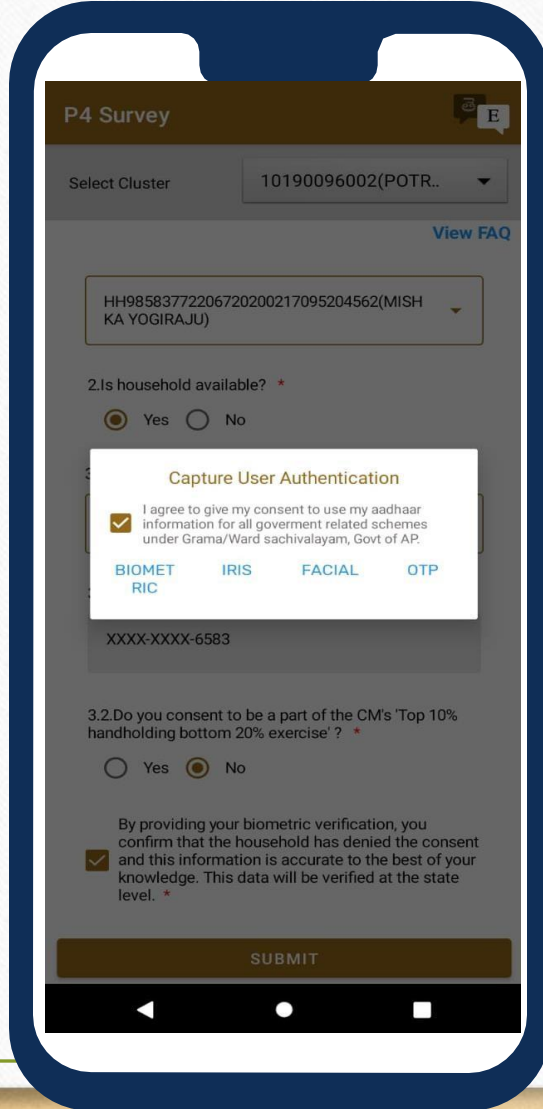 P4 Survey
E
Select Cluster
10190096002(POTR..
View FAQ
HH98583772206720200217095204562(MISH
KA YOGIRAJU)
2.Is household available? *
Yes
No
3
Capture User Authentication
I agree to give my consent to use my aadhaar
information for all goverment related schemes
under Grama/Ward sachivalayam, Govt of AP.
BIOMET
RIC
IRIS
FACIAL
OTP
XXXX-XXXX-6583
3.2.Do you consent to be a part of the CM's 'Top 10%
handholding bottom 20% exercise' ? *
Yes
No
By providing your biometric verification, you
confirm that the household has denied the consent
and this information is accurate to the best of your
knowledge. This data will be verified at the state
level. *
SUBMIT